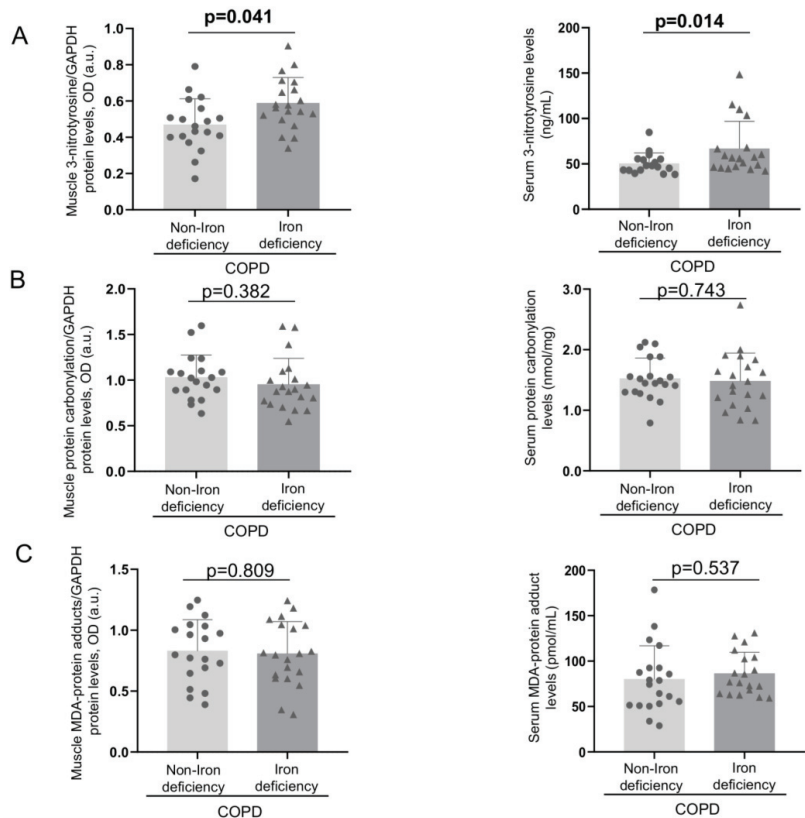 A
p=0.041
Muscle 3-nitrotyrosine/GAPDH
protein levels, OD (a.u.)
1.0
0.8
0.6
0.4
0.2
0.0
Non-Iron
deficiency
Iron
deficiency
COPD
p=0.014
Serum 3-nitrotyrosine levels
(ng/mL)
200
150
100
50
0
Non-Iron
deficiency
Iron
deficiency
COPD
B
p=0.382
Muscle protein carbonylation/GAPDH
protein levels, OD (a.u.)
2.0
1.5
1.0
0.5
0.0
Non-Iron
deficiency
Iron
deficiency
COPD
p=0.743
Serum protein carbonylation
levels (nmol/mg)
3.0
2.0
1.0
0.0
Non-Iron
deficiency
Iron
deficiency
COPD
C
p=0.809
Muscle MDA-protein adducts/GAPDH
protein levels, OD (a.u.)
1.5
1.0
0.5
0.0
Non-Iron
deficiency
Iron
deficiency
COPD
p=0.537
Serum MDA-protein adduct
levels (pmol/mL)
200
150
100
50
0
Non-Iron
deficiency
Iron
deficiency
COPD